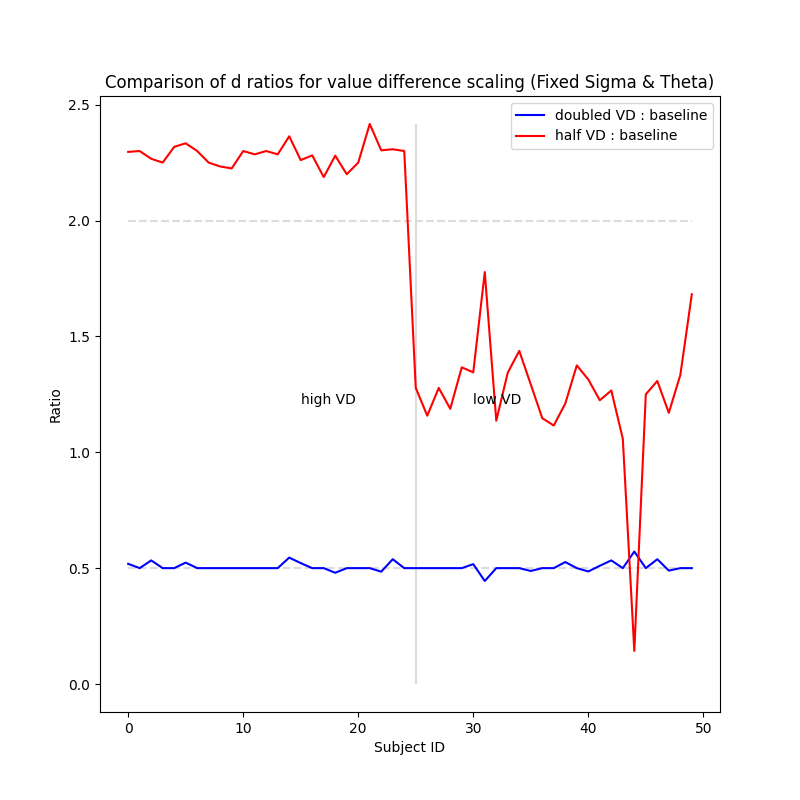 Comparison of d ratios for value difference scaling (Fixed Sigma & Theta)
2.5
doubled VD : baseline
half VD : baseline
2.0
1.5
high VD
low VD
1.0
0.5
0.0
Ratio
0
10
20
30
40
50
Subject ID